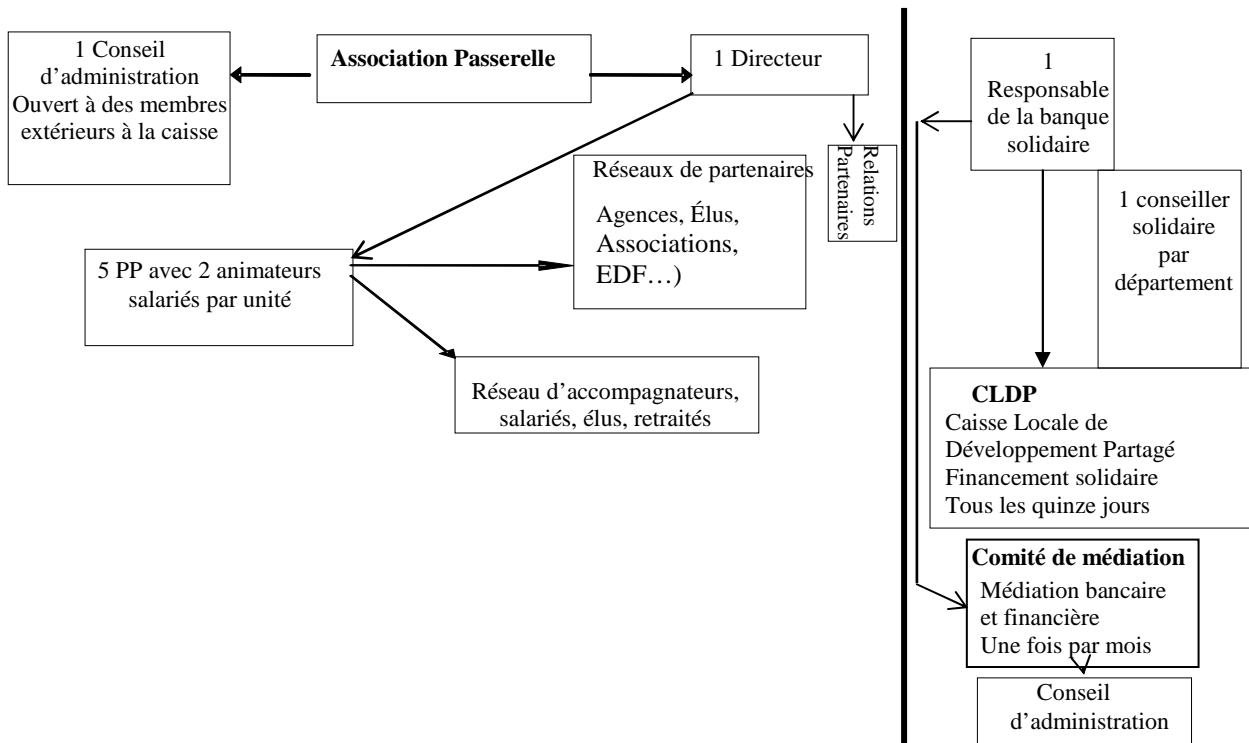 1 Conseil
d’administration
Ouvert à des membres
extérieurs à la caisse
Association Passerelle
1 Directeur
Relations
Partenaires
Réseaux de partenaires
Agences, Élus,
Associations,
EDF…)
5 PP avec 2 animateurs
salariés par unité
Réseau d’accompagnateurs,
salariés, élus, retraités
1
Responsable
de la banque
solidaire
1 conseiller
solidaire
par
département
CLDP
Caisse Locale de
Développement Partagé
Financement solidaire
Tous les quinze jours
Comité de médiation
Médiation bancaire
et financière
Une fois par mois
Conseil
d’administration